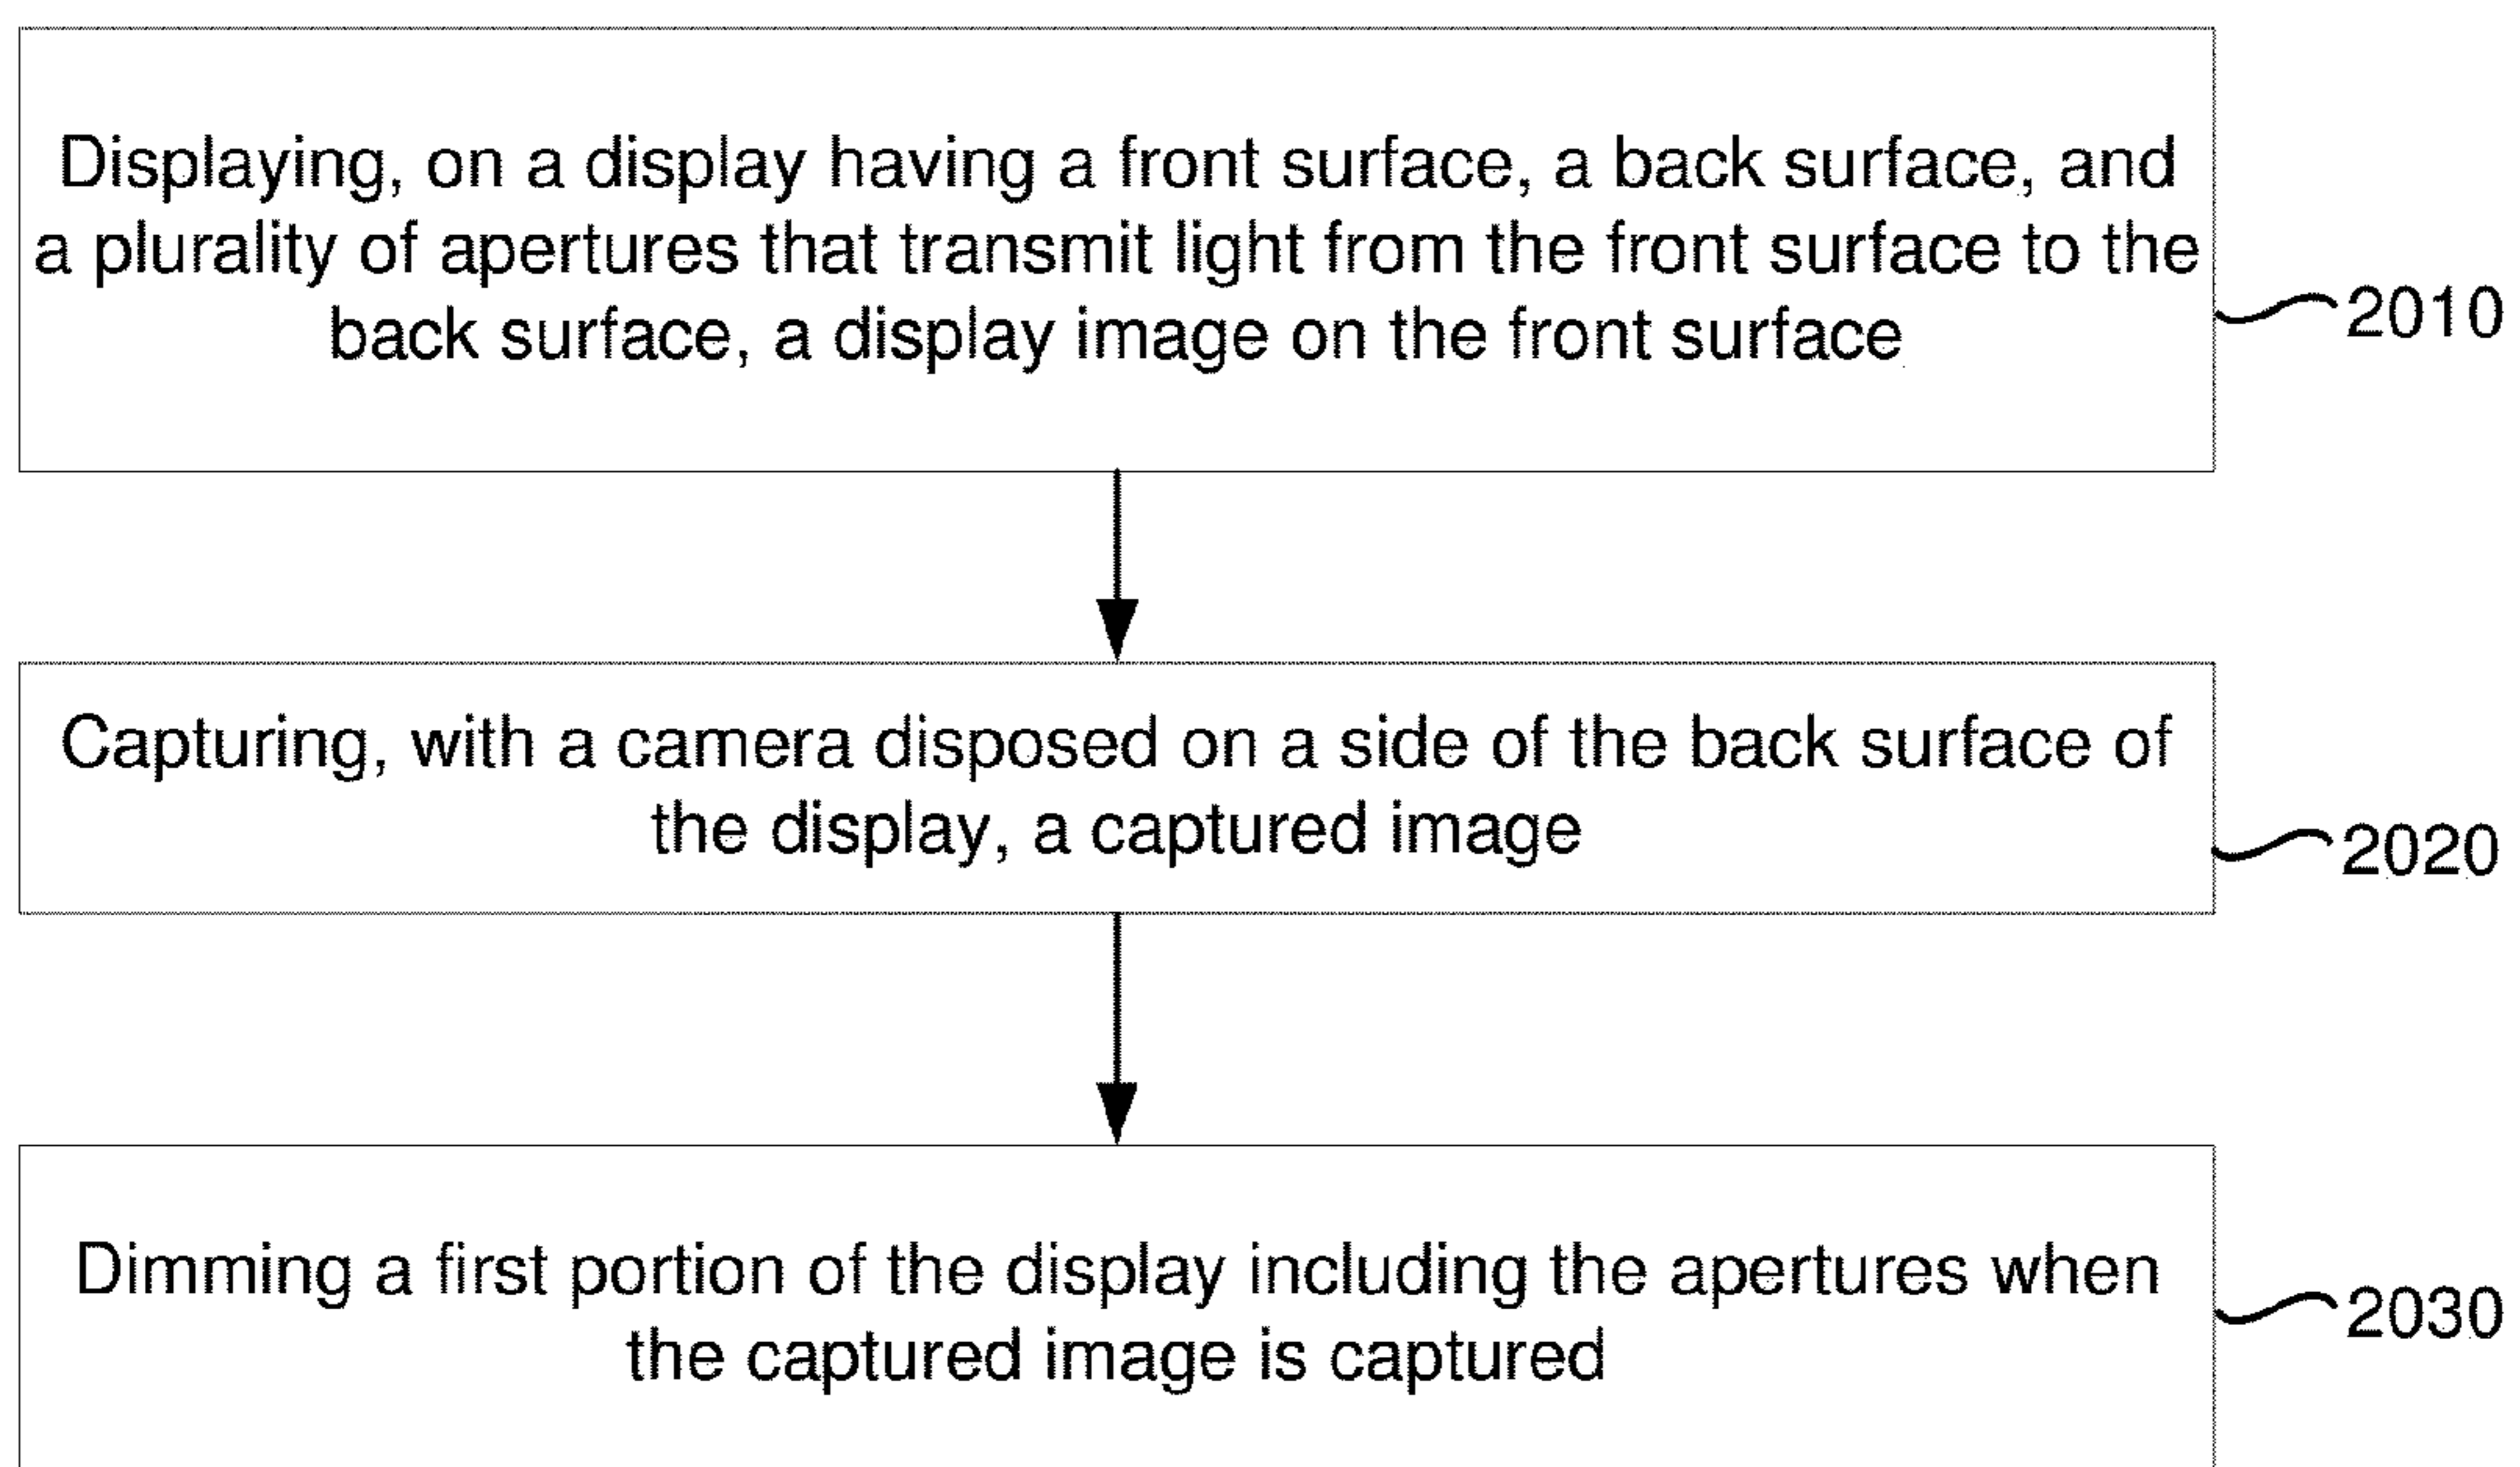 Displaying, on a display having a front surface, a back surface, and
a plurality of apertures that transmit light from the front surface to the
back surface, a display image on the front surface
2010
Capturing, with a camera disposed on a side of the back surface of
the display, a captured image
2020
Dimming a first portion of the display including the apertures when
the captured image is captured
2030